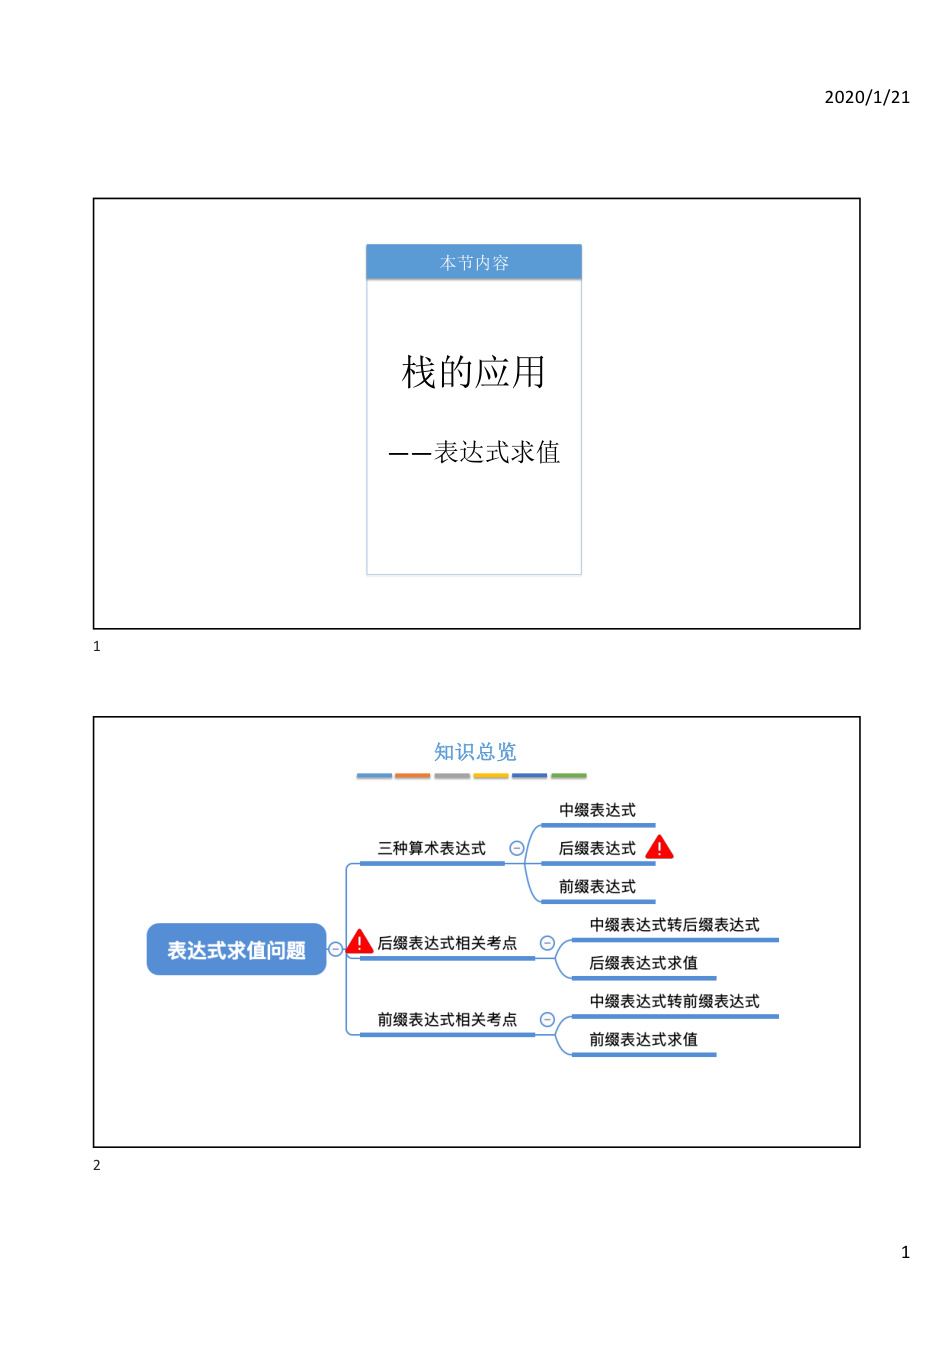 2020/1/21
本节内容
栈的应用
——表达式求值
1
知识总览
中缀表达式
三种算术表达式
后缀表达式
前缀表达式
表达式求值问题
后缀表达式相关考点
中缀表达式转后缀表达式
后缀表达式求值
前缀表达式相关考点
中缀表达式转前缀表达式
前缀表达式求值
2
1